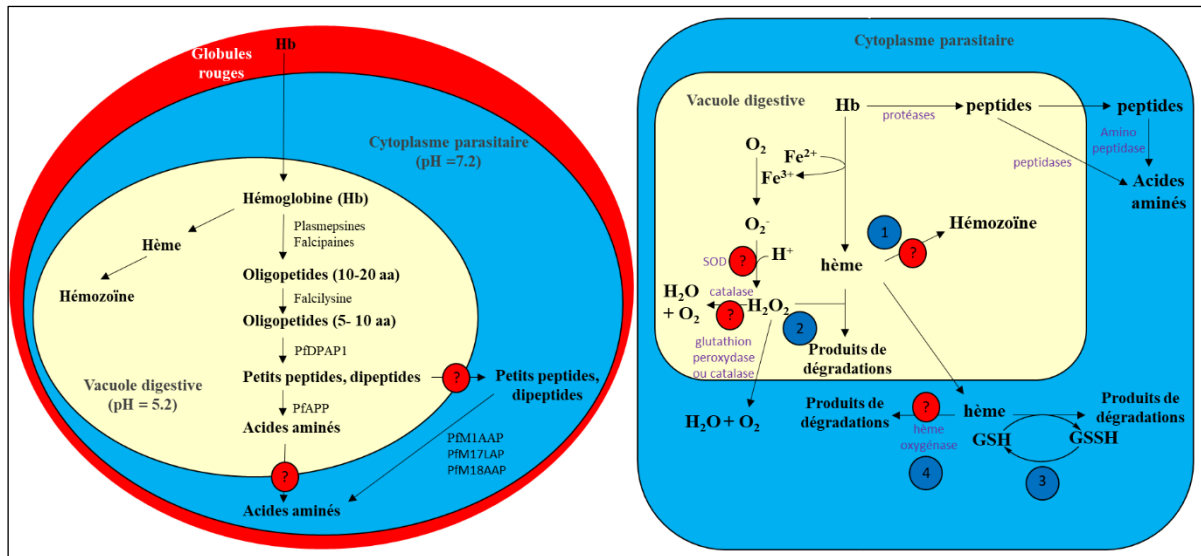 Hb
Globules
rouges
Cytoplasme parasitaire
(pH =7.2)
Hémoglobine (Hb)
Plasmepsines
Falcipaines
Hème
Hémozoïne
Oligopetides (10-20 aa)
Falcilysine
Oligopetides (5- 10 aa)
PfDPAP1
Vacuole digestive
(pH = 5.2)
Petits peptides, dipeptides
?
Petits peptides,
dipeptides
PfAPP
Acides aminés
PfM1AAP
PfM17LAP
PfM18AAP
?
Acides aminés
Cytoplasme parasitaire
Vacuole digestive
Hb
protéases
peptides
peptides
Amino
peptidase
peptidases
Acides
aminés
O2
Fe2+
Fe3+
O2-
SOD
?
H+
hème
1
?
Hémozoïne
catalase
H2O
+ O2
?
H2O2
2
glutathion
peroxydase
ou catalase
Produits de
dégradations
H2O + O2
Produits de
dégradations
?
hème
oxygénase
4
hème
GSH
GSSH
3
Produits de
dégradations